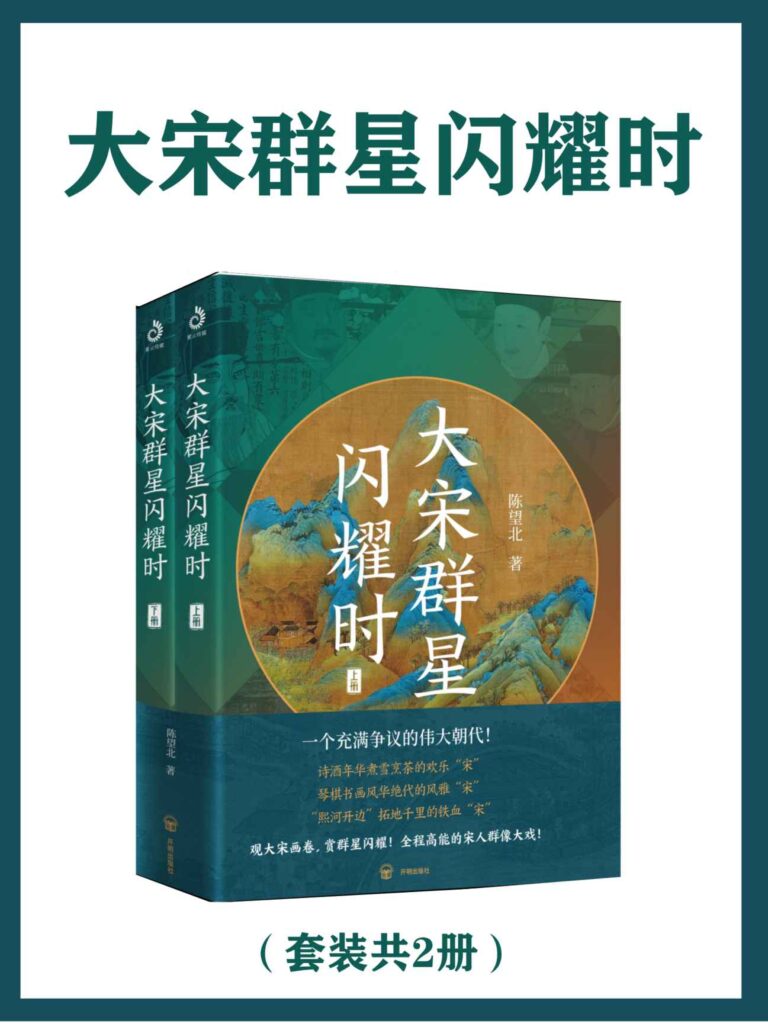 大宋群星闪耀时
大宋群星闪耀时
下册
陈望北 著
大宋群星闪耀时
上册
大宋群星
闪耀时
上册
陈望北 著
一个充满争议的伟大朝代！
诗酒年华煮雪烹茶的欢乐“宋”
琴棋书画风华绝代的风雅“宋”
“熙河开边”拓地千里的铁血“宋”
观大宋画卷，赏群星闪耀！全程高能的宋人群像大戏！
开明出版社
（套装共2册）